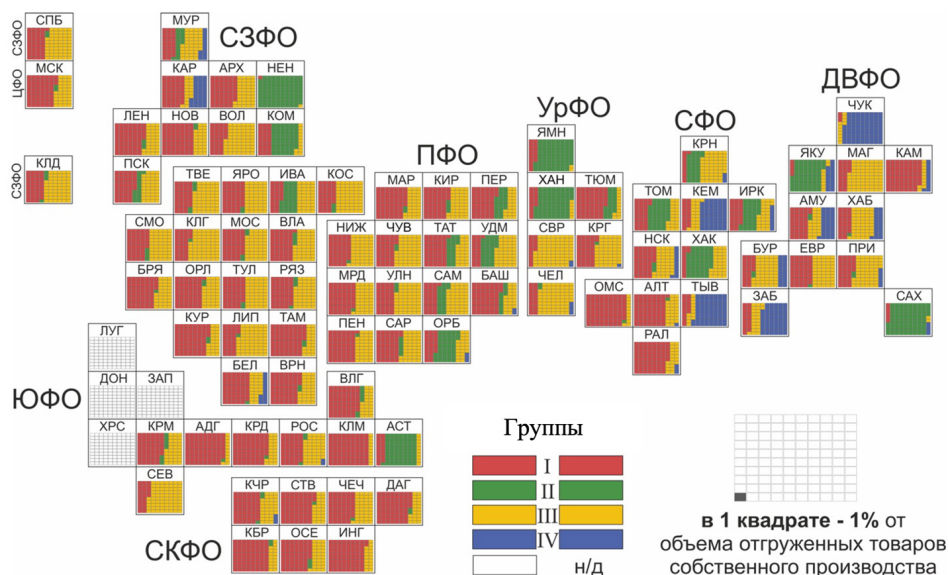 СПБ
МУР
СЗФО
СЗФО
МСК
КАР АРХ НЕН
ЦФО
ДВФО
ЧУК
ЛЕН НОВ ВОЛ КОМ
УрФО
СФО
ЯМН
КРН
ПФО
ЯКУ МАГ КАМ
КЛД
СЗФО
ПСК
ТВЕ ЯРО ИВА КОС
МАР КИР ПЕР
ХАН ТЮМ
ТОМ КЕМ ИРК
АМУ ХАБ
СМО КЛГ МОС ВЛА
НИЖ ЧУВ ТАТ УДМ
СВР КРГ
НСК ХАК
БУР ЕВР ПРИ
БРЯ ОРЛ ТУЛ РЯЗ
МРД УЛН САМ БАШ
ЧЕЛ
ОМС АЛТ ТЫВ
ЗАБ
САХ
КУР ЛИП ТАМ
ПЕН САР ОРБ
РАЛ
ЛУГ
БЕЛ ВРН
ЮФО
ДОН ЗАП
ВЛГ
ХРС КРМ АДГ КРД РОС КЛМ АСТ
СЕВ
КЧР СТВ ЧЕЧ ДАГ
СКФО
КБР ОСЕ ИНГ
Группы
I
II
III
IV
н/д
в 1 квадрате - 1% от
объема отгруженных товаров
собственного производства